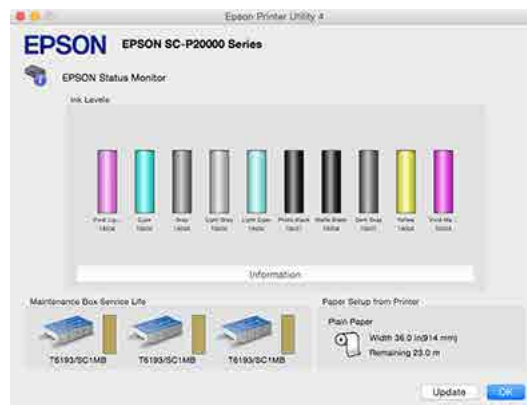 Epson Printer Utility 4
EPSON EPSON SC-P20000 Series
EPSON Status Monitor
Ink Levels
Cyan
Gray
Light Gray
Light Cyan
Photo Black
Matte Black
Dark Gray
Yellow
Information
Maintenance Box Service Life
T6193/SC1MB T6193/SC1MB T6193/SC1MB
Paper Setup from Printer
Plain Paper
Width 36.0 in(914 mm)
Remaining 23.0 m
Update OK